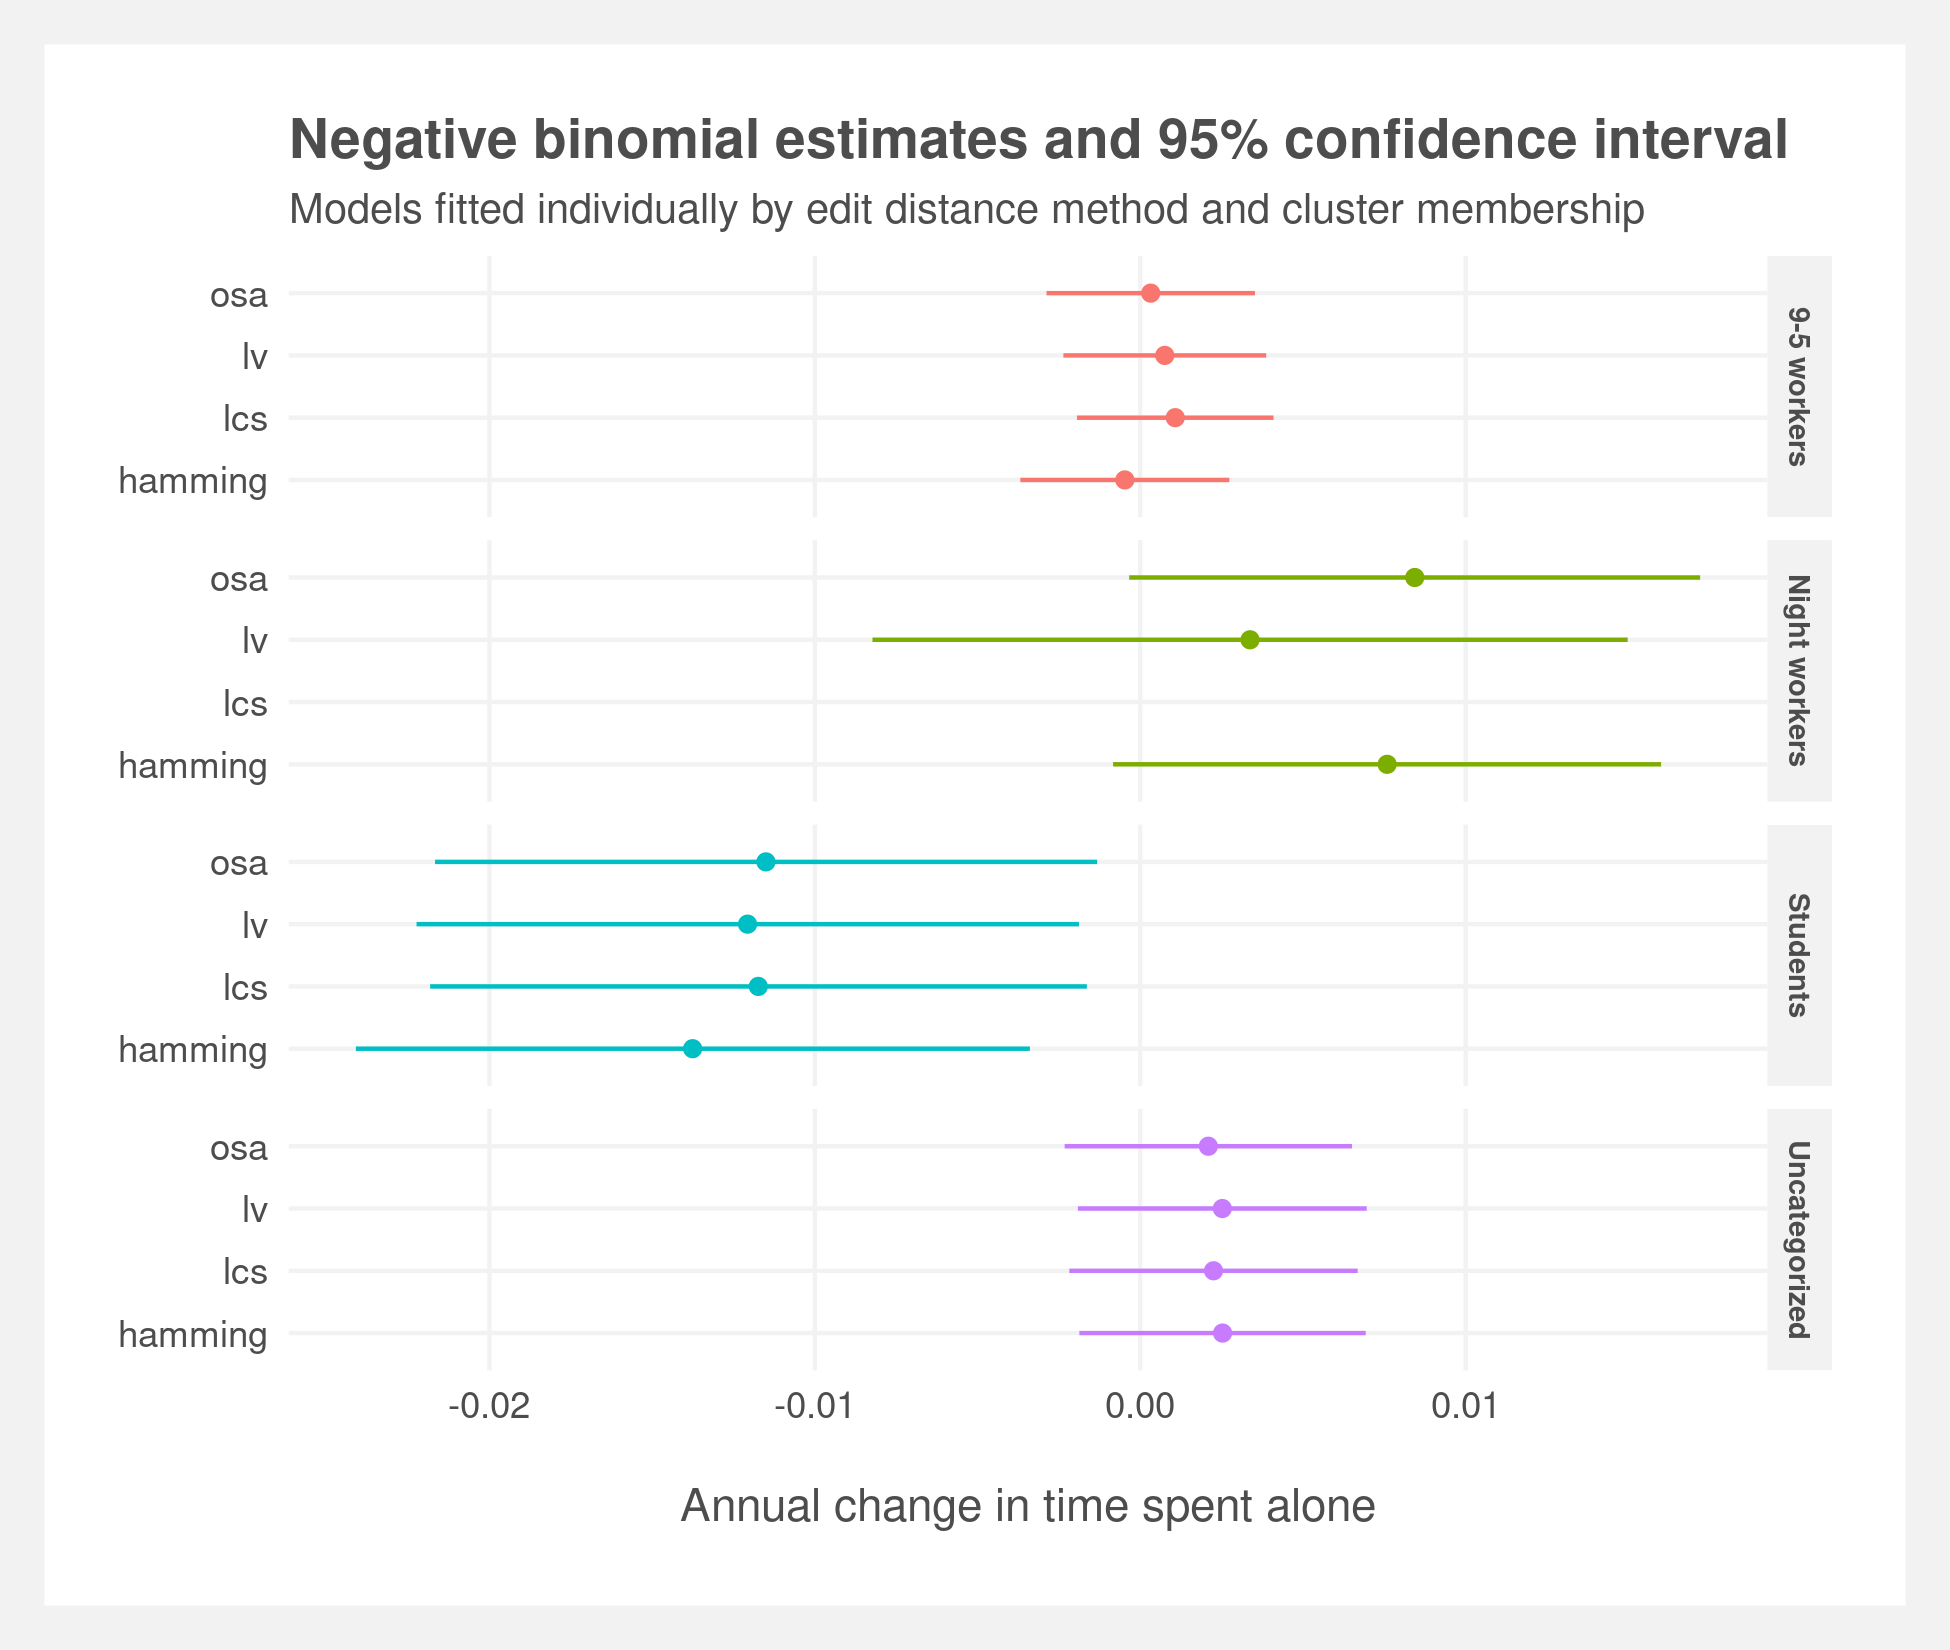 Negative binomial estimates and 95% confidence interval
Models fitted individually by edit distance method and cluster membership
osa
lv
lcs
hamming
9-5 workers
osa
lv
lcs
hamming
Night workers
osa
lv
lcs
hamming
Students
osa
lv
lcs
hamming
Uncategorized
-0.02 -0.01 0.00 0.01
Annual change in time spent alone